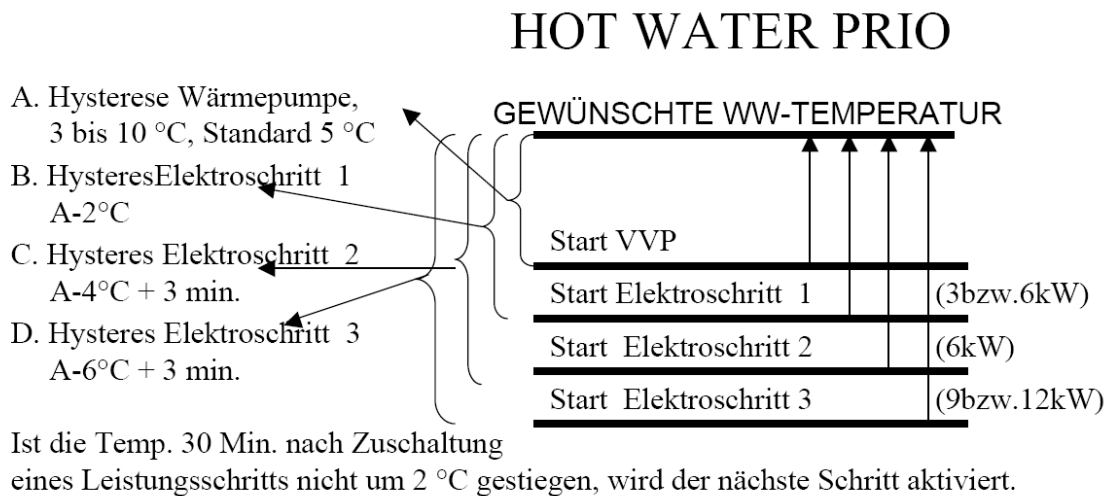 HOT WATER PRIO
A. Hysterese Wärmepumpe,
3 bis 10 °C, Standard 5 °C
B. HysteresElektroschritt 1
A-2°C
C. Hysteres Elektroschritt 2
A-4°C + 3 min.
D. Hysteres Elektroschritt 3
A-6°C + 3 min.
GEWÜNSCHTE WW-TEMPERATUR
Start VVP
Start Elektroschritt 1 (3bzw.6kW)
Start Elektroschritt 2 (6kW)
Start Elektroschritt 3 (9bzw.12kW)
Ist die Temp. 30 Min. nach Zuschaltung
eines Leistungsschritts nicht um 2 °C gestiegen, wird der nächste Schritt aktiviert.